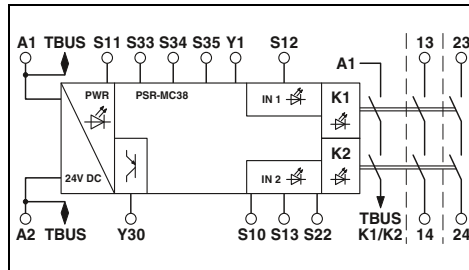 A1 TBUS S11 S33 S34 S35 Y1 S12 13 23
A1
PWR PSR-MC38 IN 1 K1
K2
24V DC IN 2
A2 TBUS Y30 S10 S13 S22 TBUS K1/K2 14 24